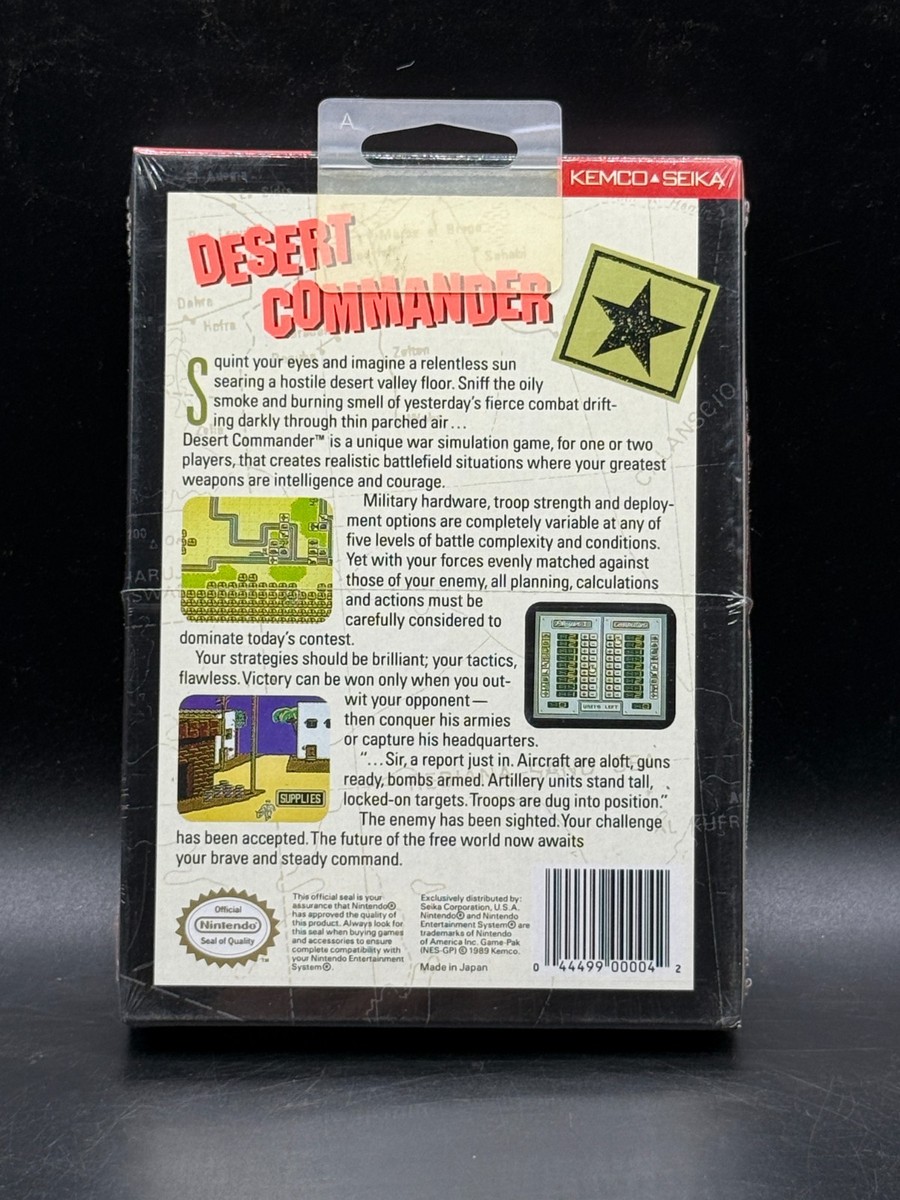 A
KEMCO▲SEIKA
DESERT
COMMANDER
Squint your eyes and imagine a relentless sun
searing a hostile desert valley floor. Sniff the oily
smoke and burning smell of yesterday's fierce combat drift-
ing darkly through thin parched air...
Desert Commander™ is a unique war simulation game, for one or two
players, that creates realistic battlefield situations where your greatest
weapons are intelligence and courage.
Military hardware, troop strength and deploy-
ment options are completely variable at any of
five levels of battle complexity and conditions.
Yet with your forces evenly matched against
those of your enemy, all planning, calculations
and actions must be
carefully considered to
dominate today's contest.
Your strategies should be brilliant; your tactics,
flawless. Victory can be won only when you out-
wit your opponent—
then conquer his armies
or capture his headquarters.
"...Sir, a report just in. Aircraft are aloft, guns
ready, bombs armed. Artillery units stand tall,
locked-on targets. Troops are dug into position."
The enemy has been sighted. Your challenge
has been accepted. The future of the free world now awaits
your brave and steady command.
UNITS LEFT
SUPPLIES
Official
Nintendo
Seal of Quality
™
This official seal is your
assurance that Nintendo®
has approved the quality of
this product. Always look for
this seal when buying games
and accessories to ensure
complete compatibility with
your Nintendo Entertainment
System®.
Exclusively distributed by:
Seika Corporation, U.S.A.
Nintendo® and Nintendo
Entertainment System® are
trademarks of Nintendo
of America Inc. Game-Pak
(NES-GP) © 1989 Kemco.
Made in Japan
0 44499 00004 2
Dahra
Hofra
Zelten
Sahabi